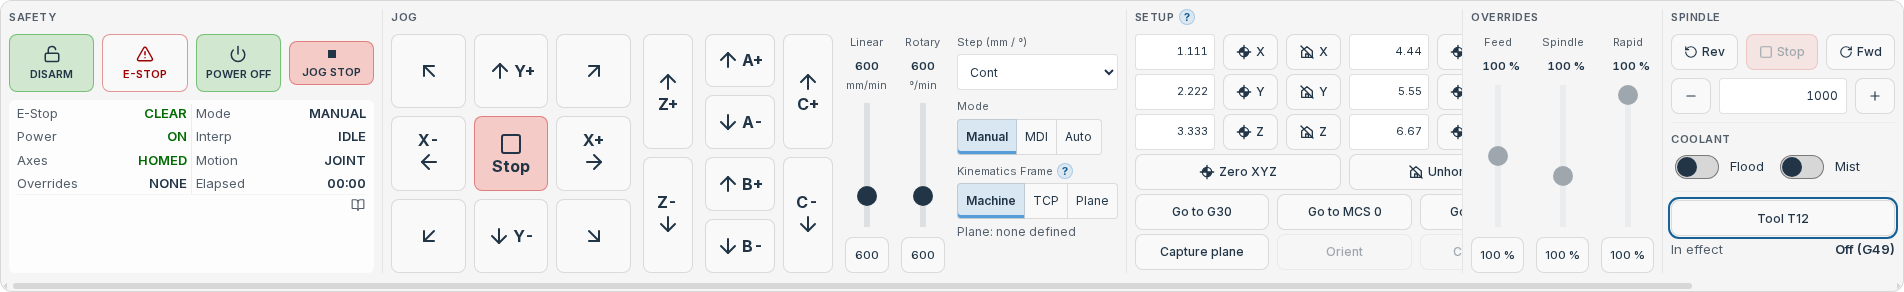 SAFETY
DISARM
E-STOP
POWER OFF
JOG STOP
E-Stop CLEAR Mode MANUAL
Power ON Interp IDLE
Axes HOMED Motion JOINT
Overrides NONE Elapsed 00:00
JOG
Y+
X-
Stop
X+
Y-
Z+
Z-
A+
A-
B+
B-
C+
C-
Linear
600
mm/min
600
Rotary
600
°/min
600
Step (mm / °)
Cont
Mode
Manual MDI Auto
Kinematics Frame ?
Machine TCP Plane
Plane: none defined
SETUP ?
1.111 X X 4.44
2.222 Y Y 5.55
3.333 Z Z 6.67
Zero XYZ Unhor
Go to G30 Go to MCS 0 Go
Capture plane Orient C
OVERRIDES
Feed Spindle Rapid
100 % 100 % 100 %
100 % 100 % 100 %
SPINDLE
Rev Stop Fwd
− 1000 +
COOLANT
Flood Mist
Tool T12
In effect Off (G49)